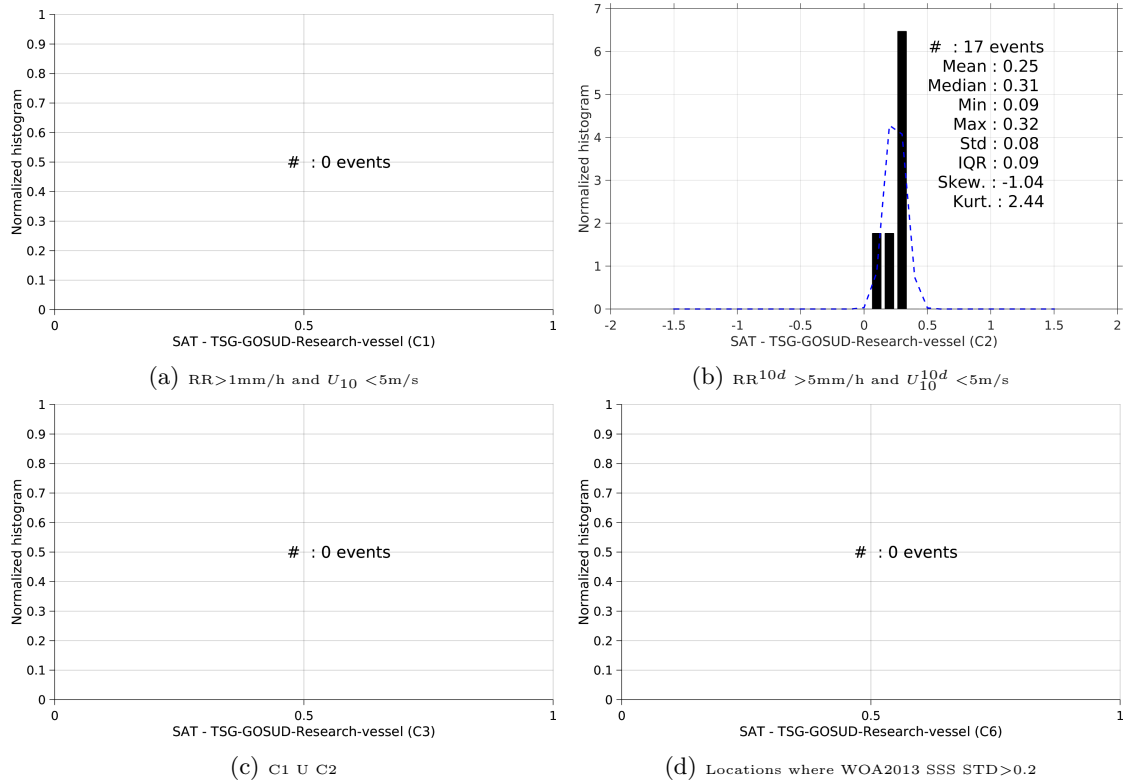 1
0.9
0.8
0.7
0.6
0.5
0.4
0.3
0.2
0.1
0
Normalized histogram
# : 0 events
0 0.5 1
SAT - TSG-GOSUD-Research-vessel (C1)
(a) RR>1mm/h and U10 <5m/s
7
6
5
4
3
2
1
0
Normalized histogram
# : 17 events
Mean : 0.25
Median : 0.31
Min : 0.09
Max : 0.32
Std : 0.08
IQR : 0.09
Skew. : -1.04
Kurt. : 2.44
-2 -1.5 -1 -0.5 0 0.5 1 1.5 2
SAT - TSG-GOSUD-Research-vessel (C2)
(b) RR^10d >5mm/h and U_10^10d <5m/s
1
0.9
0.8
0.7
0.6
0.5
0.4
0.3
0.2
0.1
0
Normalized histogram
# : 0 events
0 0.5 1
SAT - TSG-GOSUD-Research-vessel (C3)
(c) C1 U C2
1
0.9
0.8
0.7
0.6
0.5
0.4
0.3
0.2
0.1
0
Normalized histogram
# : 0 events
0 0.5 1
SAT - TSG-GOSUD-Research-vessel (C6)
(d) Locations where WOA2013 SSS STD>0.2